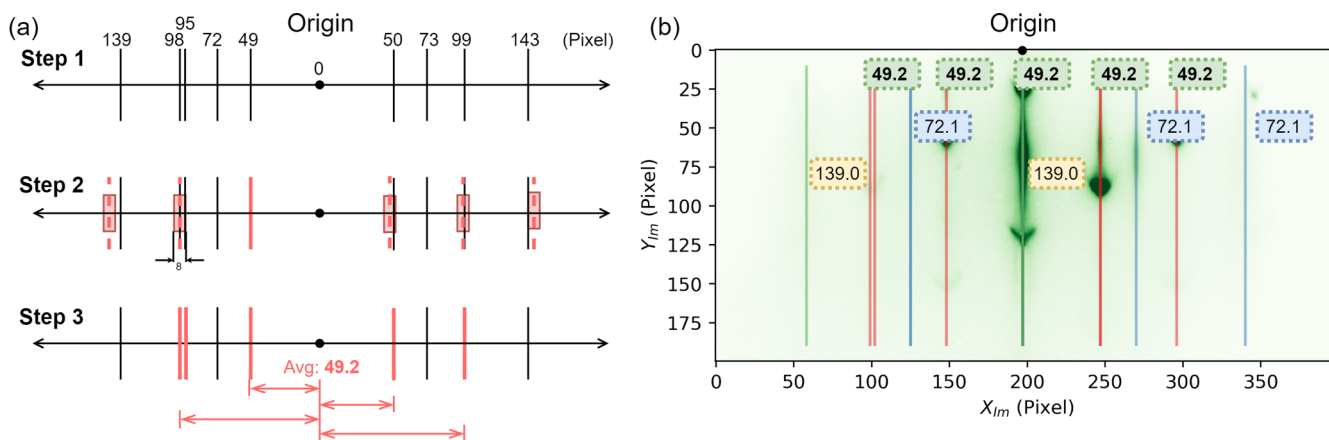 (a)
Origin
95
139 98 72 49 50 73 99 143 (Pixel)
Step 1
0
Step 2
8
Step 3
Avg: 49.2
(b)
Origin
0
49.2 49.2 49.2 49.2 49.2
25
50
72.1 72.1 72.1
75
139.0 139.0
100
125
150
175
Y_Im (Pixel)
0 50 100 150 200 250 300 350
X_Im (Pixel)